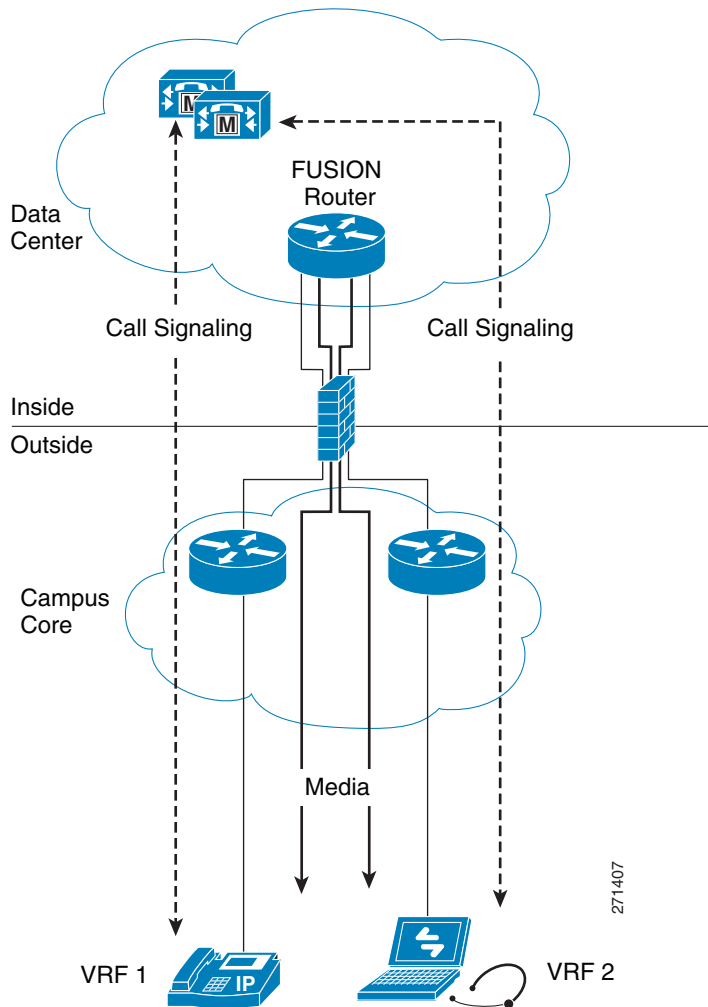 M
M
FUSION
Router
Data
Center
Call Signaling
Call Signaling
Inside
Outside
Campus
Core
Media
271407
VRF 1
IP
VRF 2